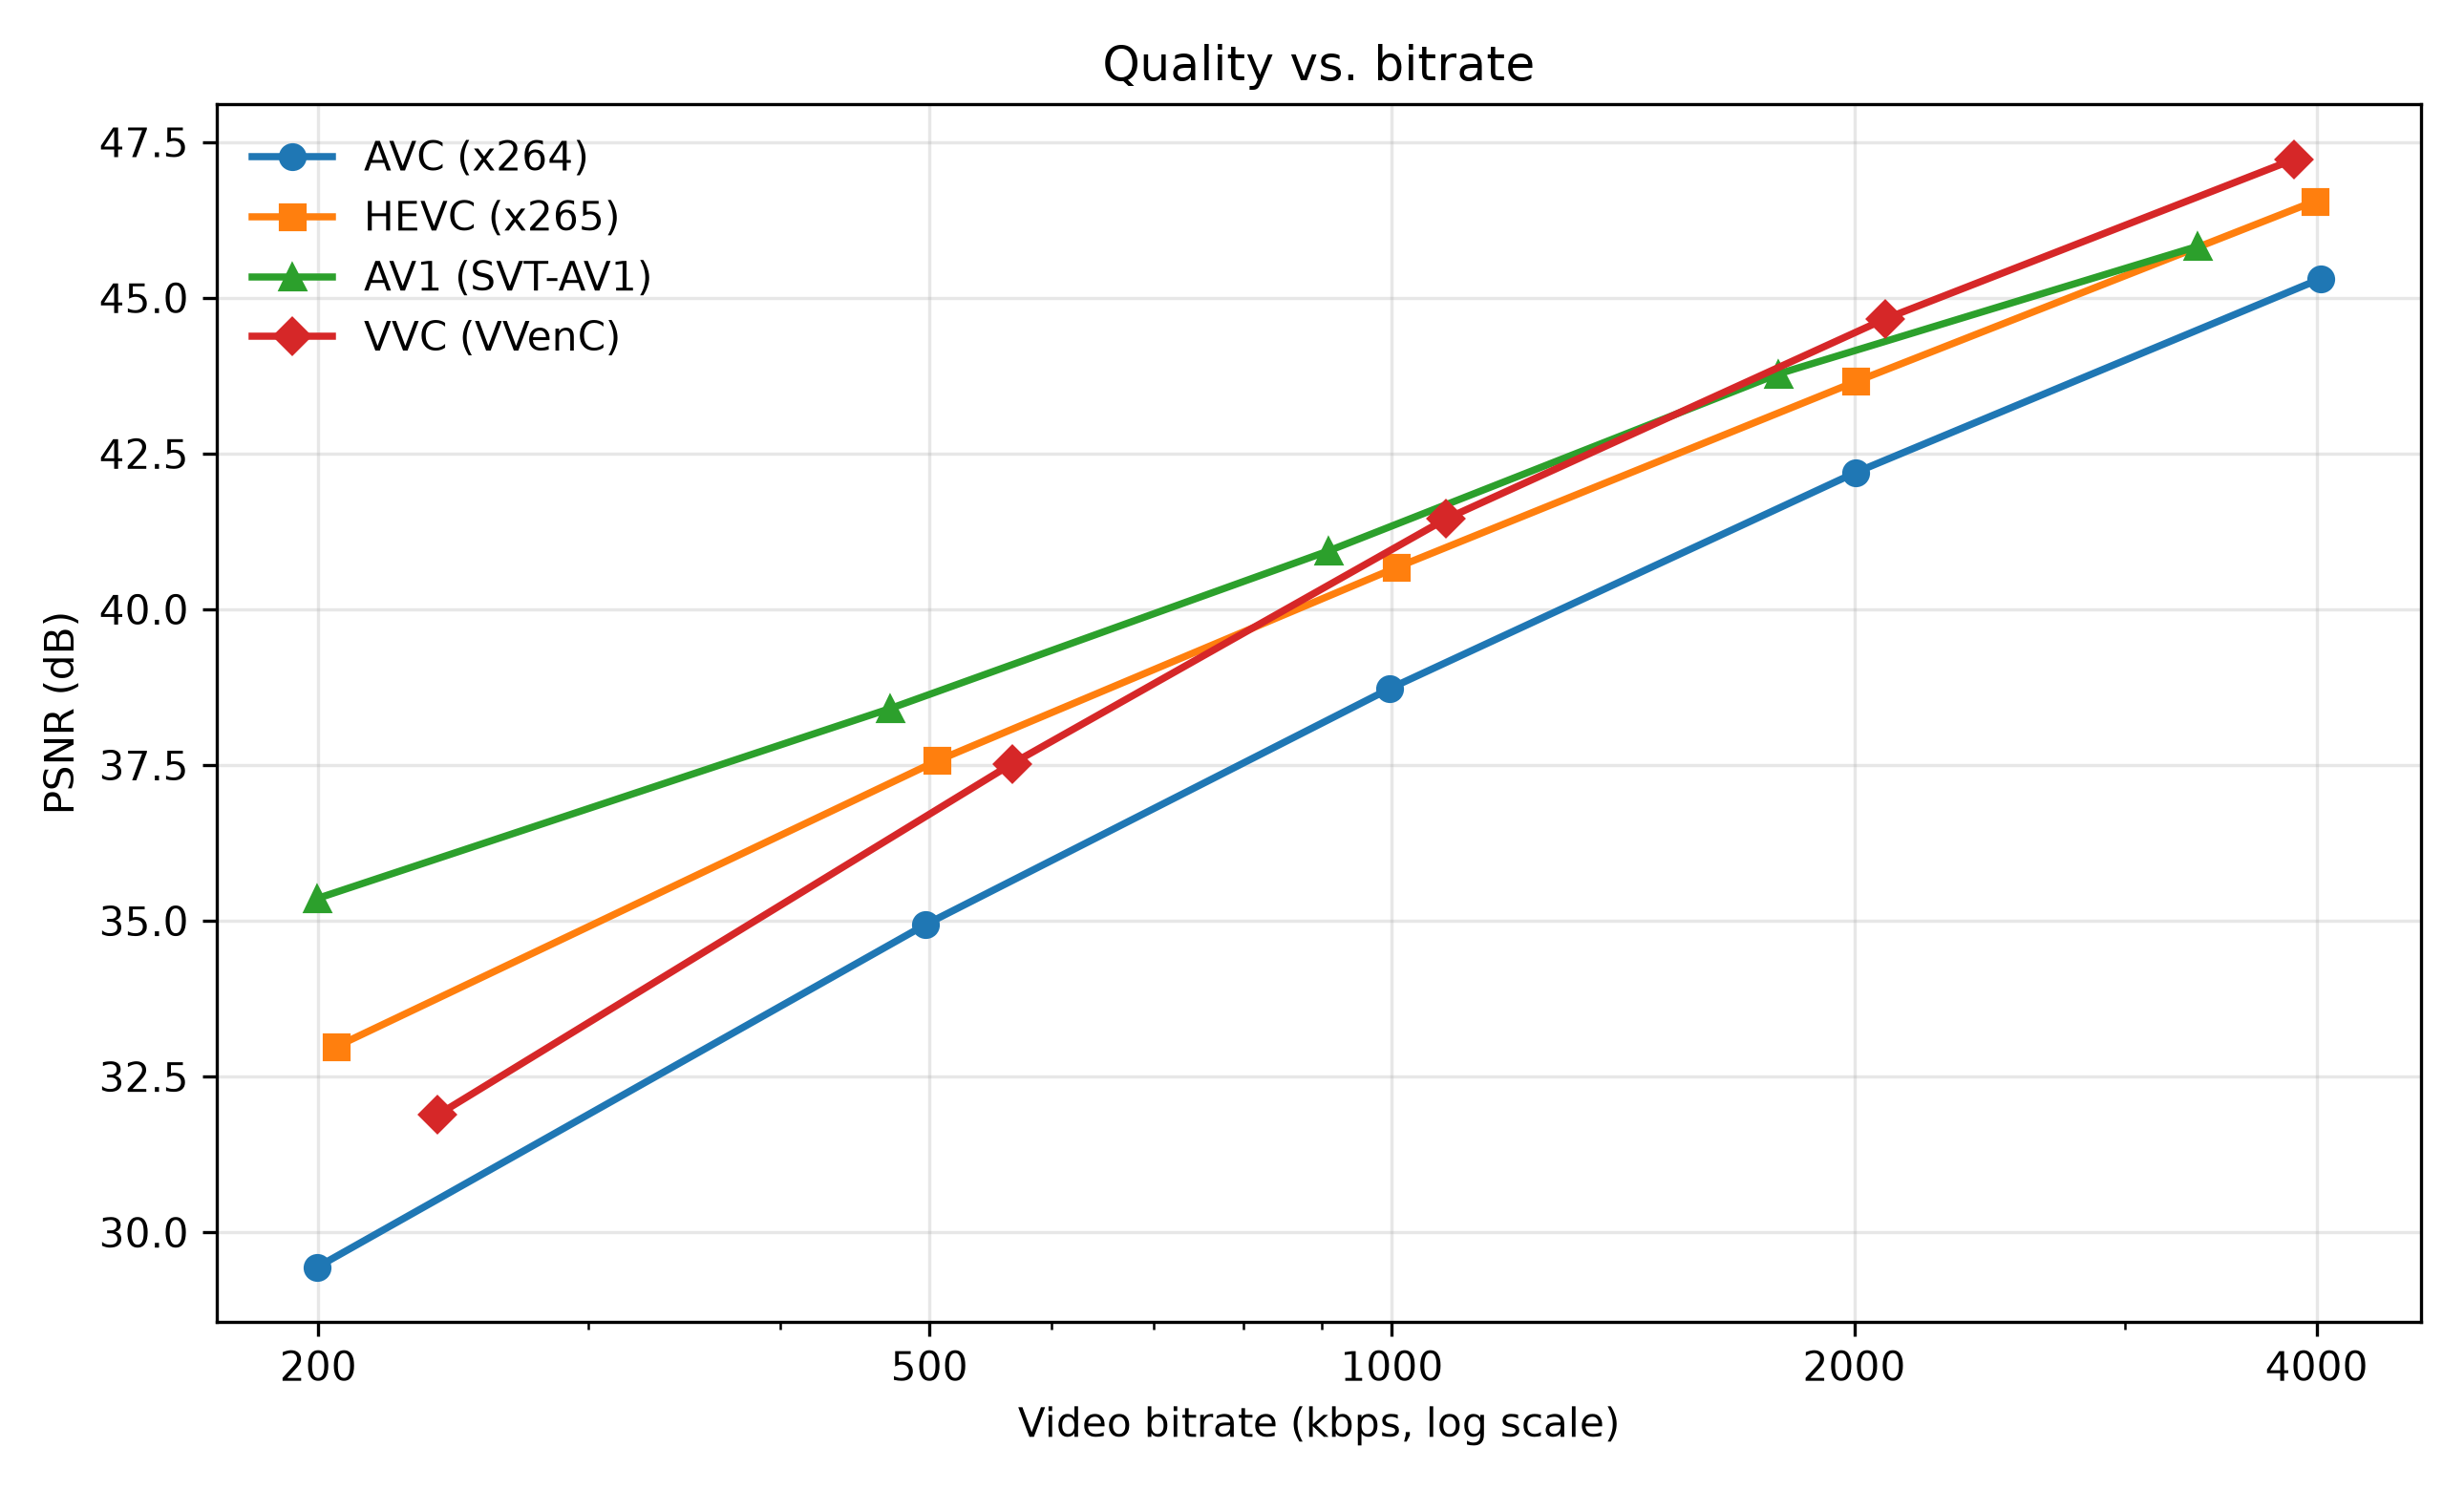 Quality vs. bitrate
AVC (x264)
HEVC (x265)
AV1 (SVT-AV1)
VVC (VVenC)
PSNR (dB)
47.5
45.0
42.5
40.0
37.5
35.0
32.5
30.0
200 500 1000 2000 4000
Video bitrate (kbps, log scale)